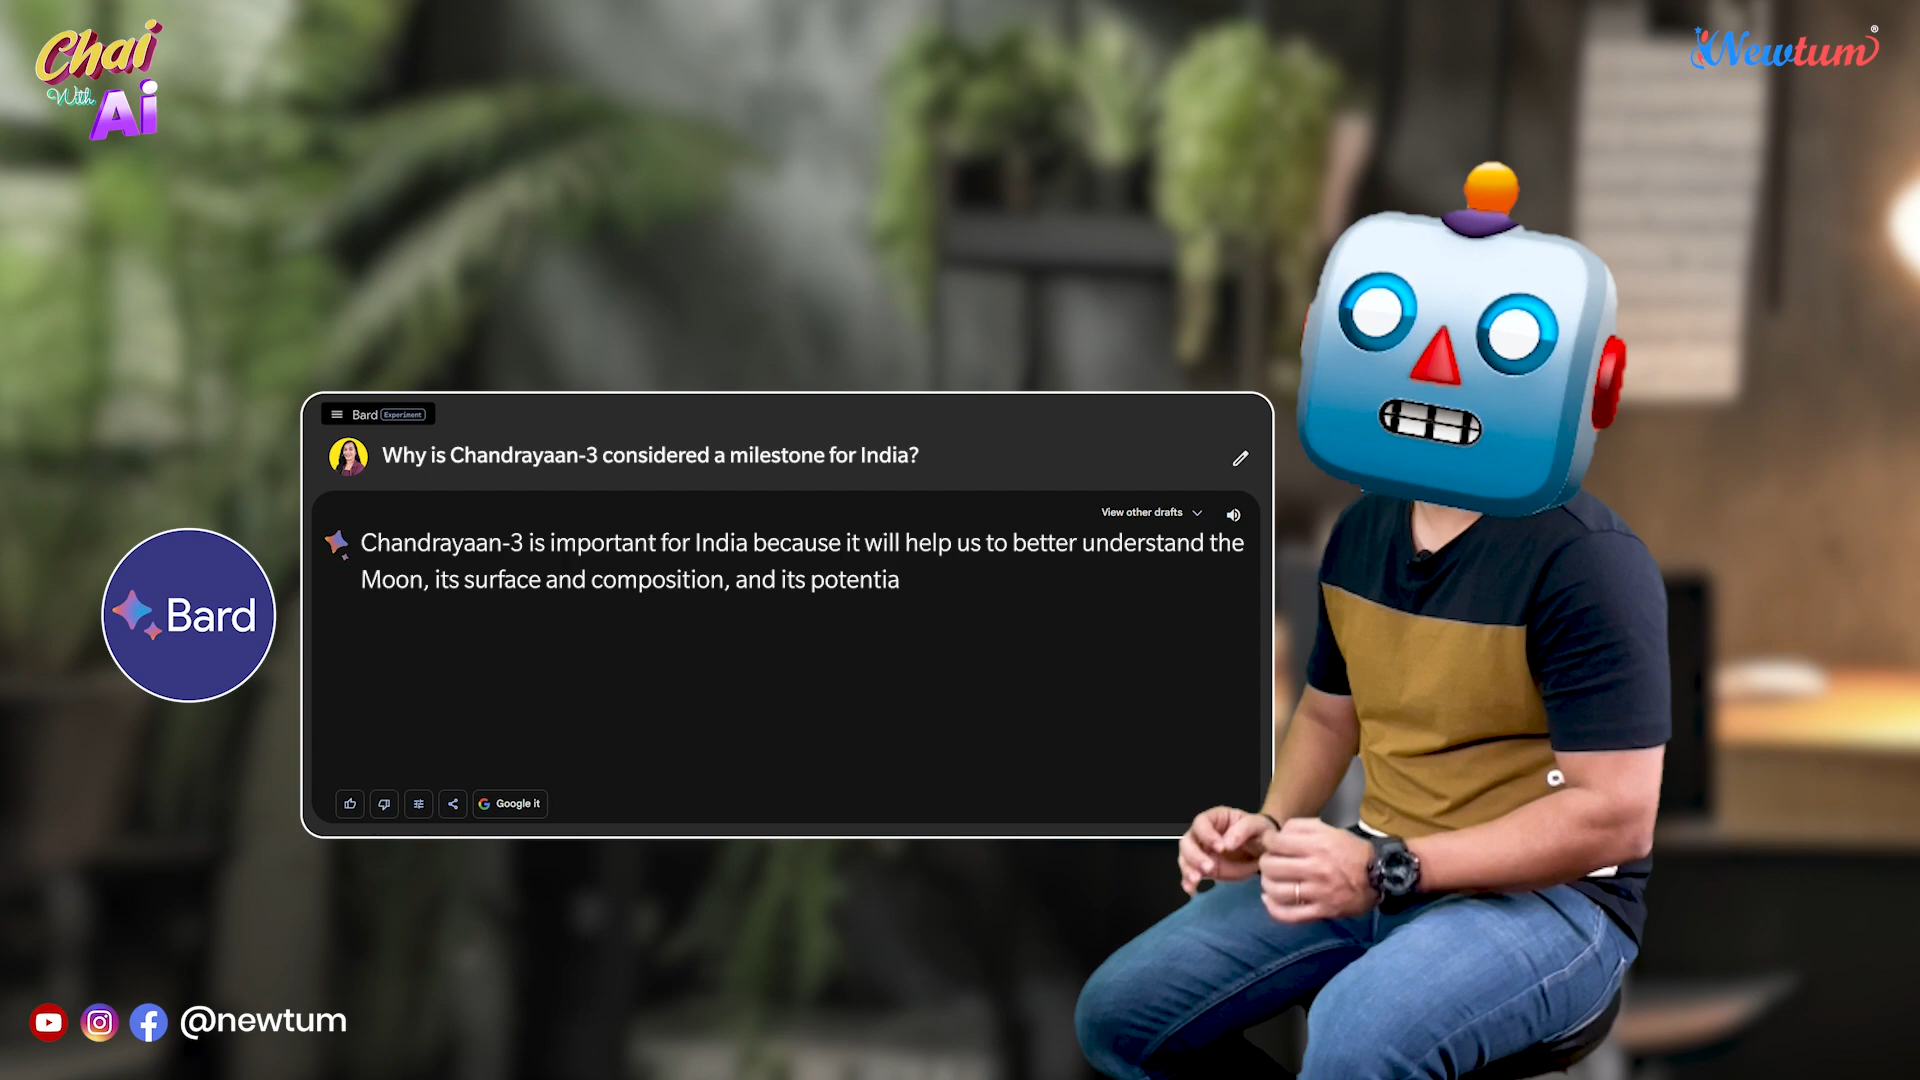 Chai
With
Ai
Newtum®
Bard Experiment
Why is Chandrayaan-3 considered a milestone for India?
View other drafts
Chandrayaan-3 is important for India because it will help us to better understand the
Moon, its surface and composition, and its potentia
Bard
Google it
@newtum